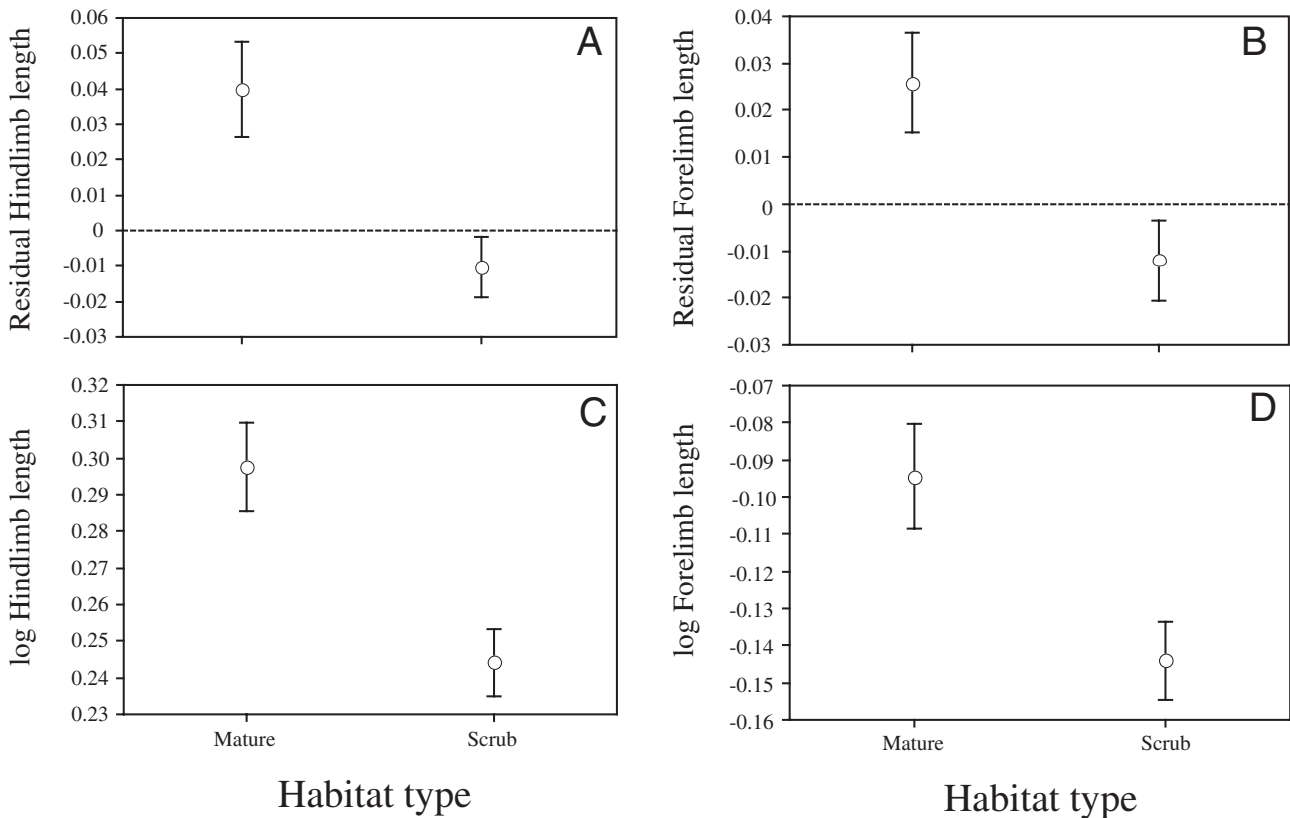 A
Residual Hindlimb length
0.06
0.05
0.04
0.03
0.02
0.01
0
-0.01
-0.02
-0.03
B
Residual Forelimb length
0.04
0.03
0.02
0.01
0
-0.01
-0.02
-0.03
C
log Hindlimb length
0.32
0.31
0.30
0.29
0.28
0.27
0.26
0.25
0.24
0.23
Mature
Scrub
Habitat type
D
log Forelimb length
-0.07
-0.08
-0.09
-0.10
-0.11
-0.12
-0.13
-0.14
-0.15
-0.16
Mature
Scrub
Habitat type